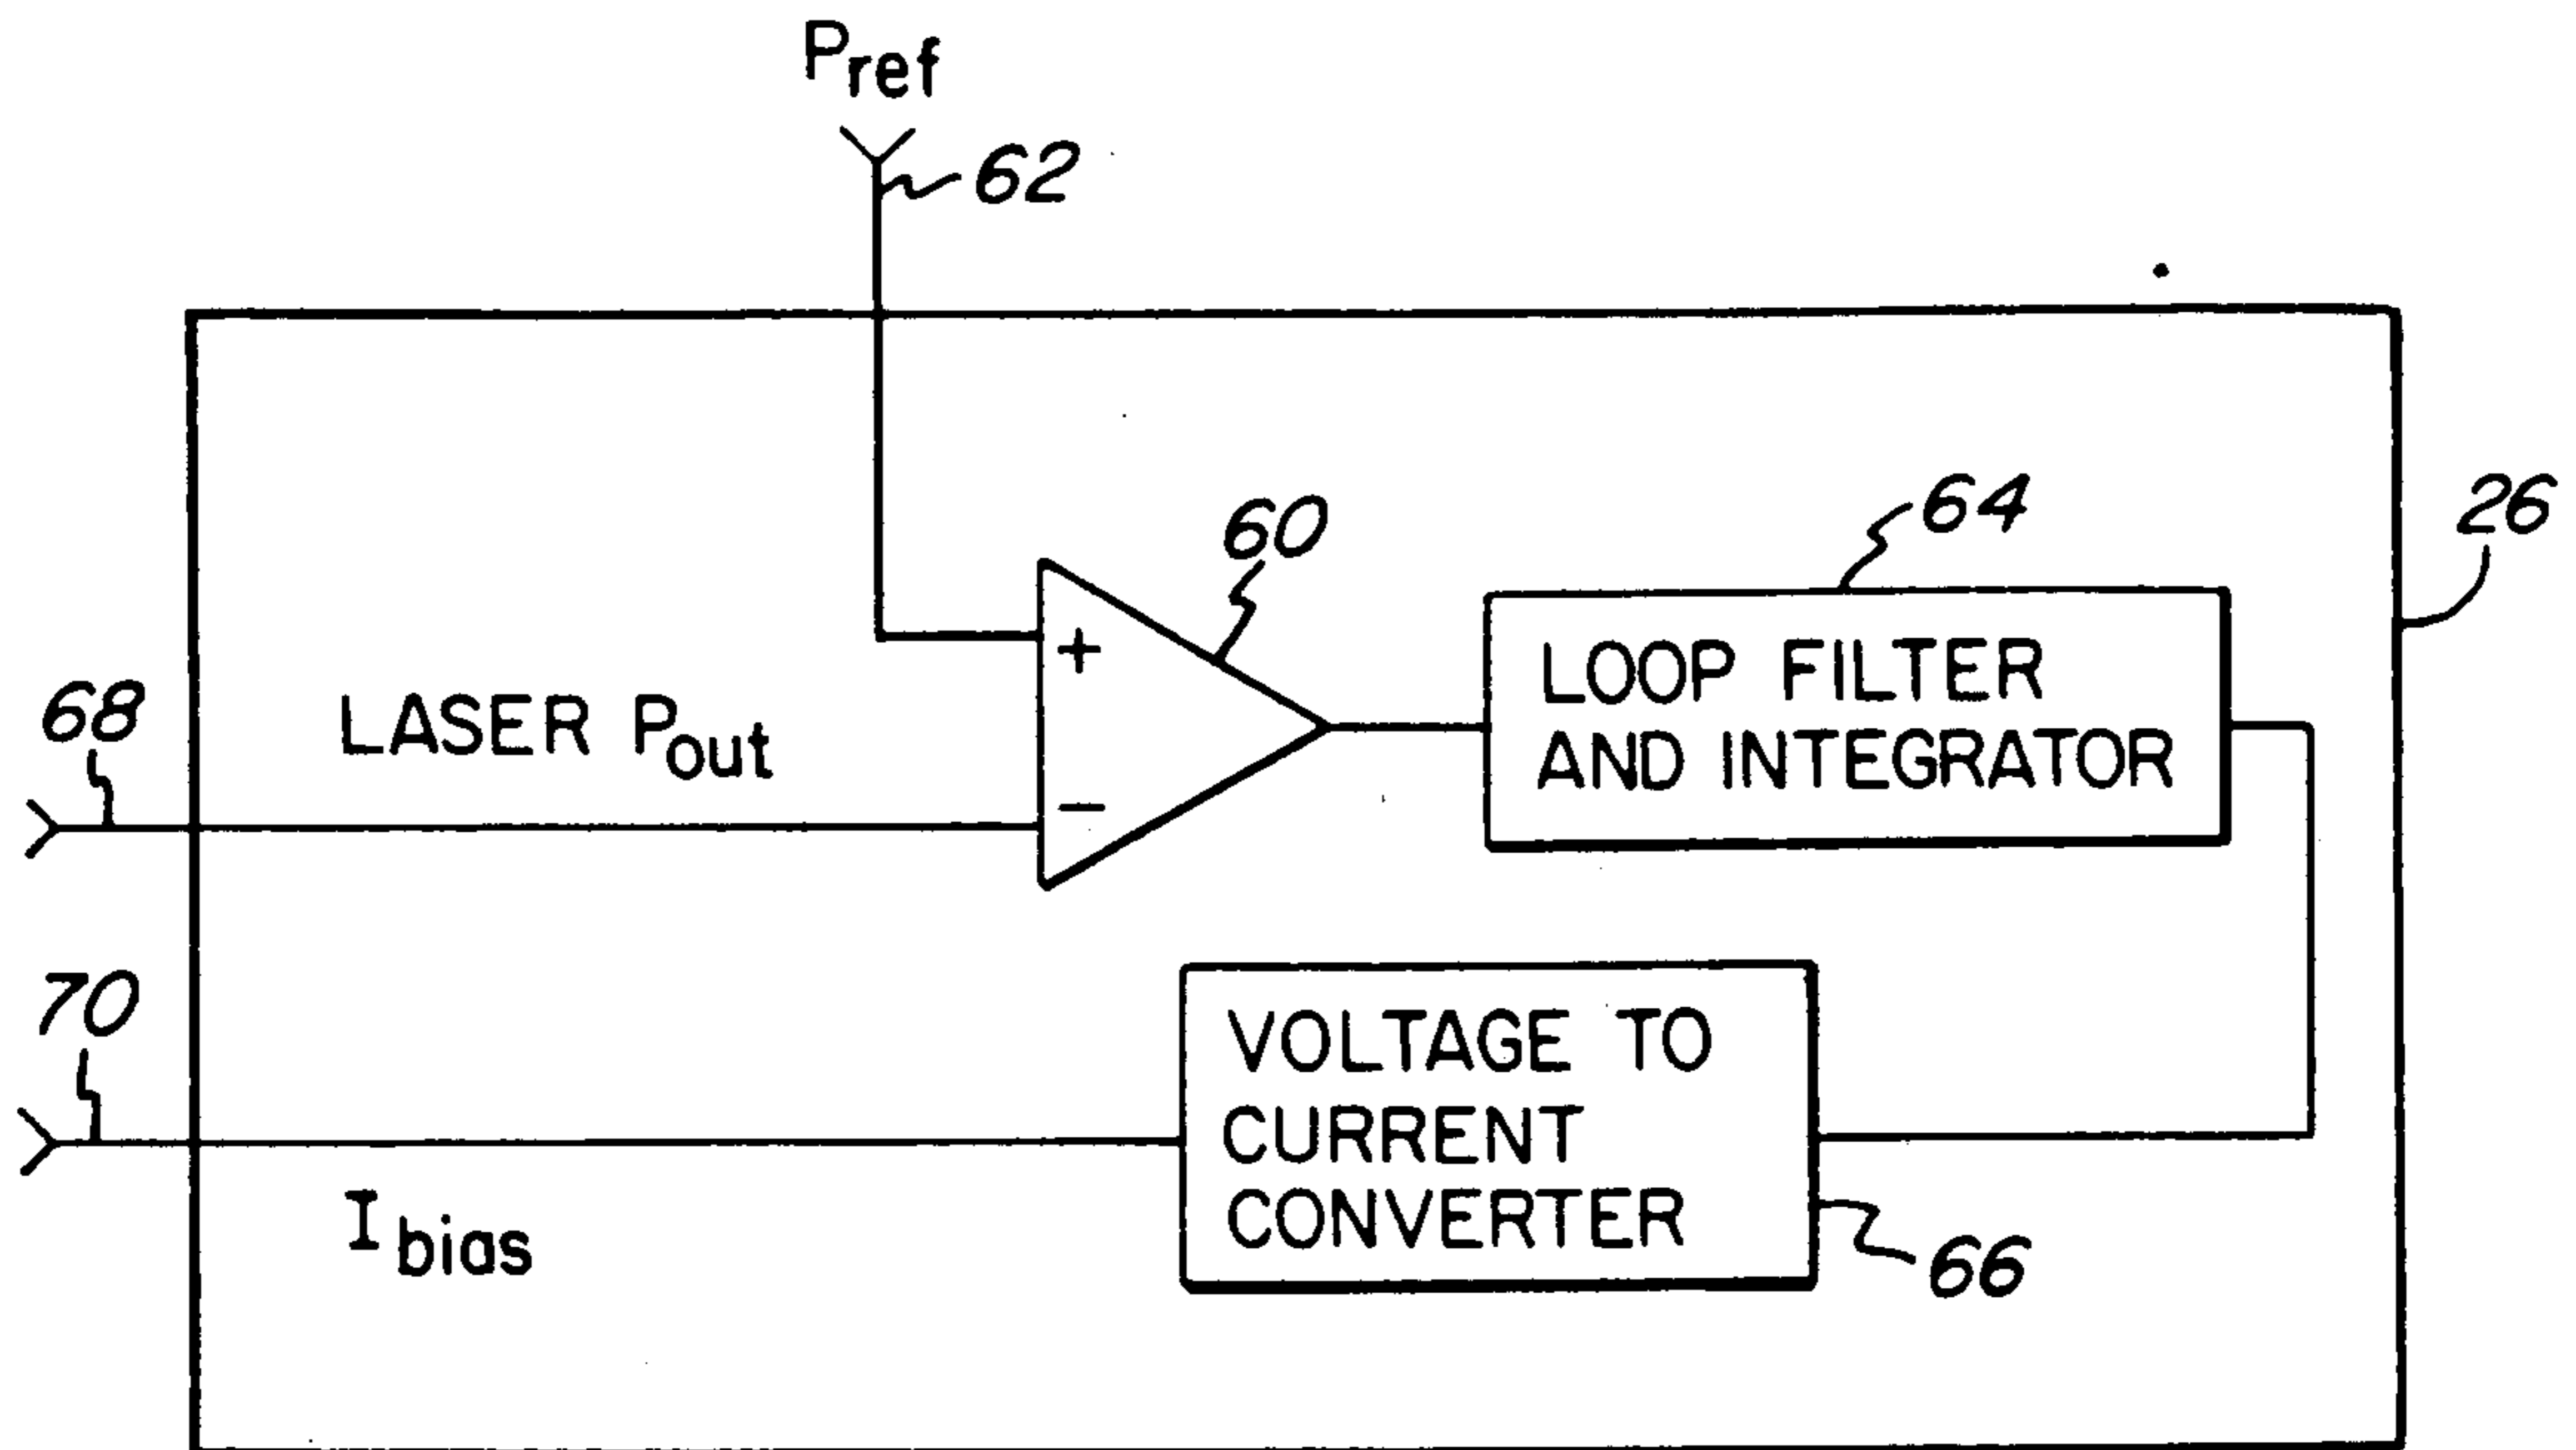 Pref
62
60
64
26
+
LOOP FILTER
AND INTEGRATOR
68
LASER Pout
−
70
VOLTAGE TO
CURRENT
CONVERTER
Ibias
66